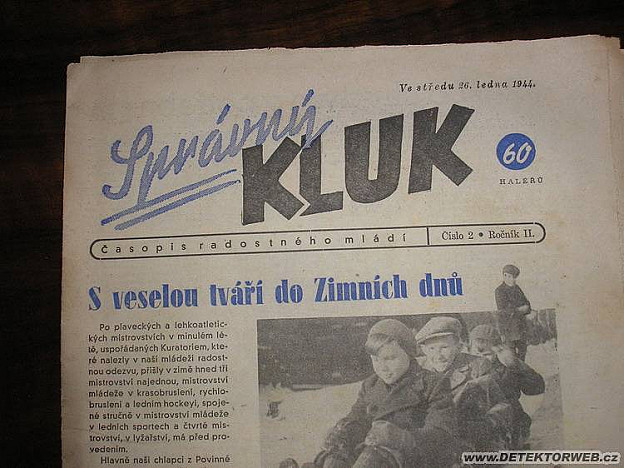 Ve středu 26. ledna 1944.
Správný
KLUK
60
HALÉŘŮ
Časopis radostného mládí
Číslo 2 • Ročník II.
S veselou tváří do Zimních dnů
Po plaveckých a lehkoatletic-
kých mistrovstvích v minulém lé-
tě, uspořádaných Kuratoriem, kte-
ré nalezly v naší mládeži radost-
nou odezvu, přišly v zimě hned tři
mistrovství najednou, mistrovství
mládeže v krasobruslení, rychlo-
bruslení a ledním hockeyi, spoje-
né stručně v mistrovství mládeže
v ledních sportech a čtvrté mi-
strovství, v lyžařství, má před pro-
vedením.
Hlavně naši chlapci z Povinné
www.DETEKTORWEB.cz